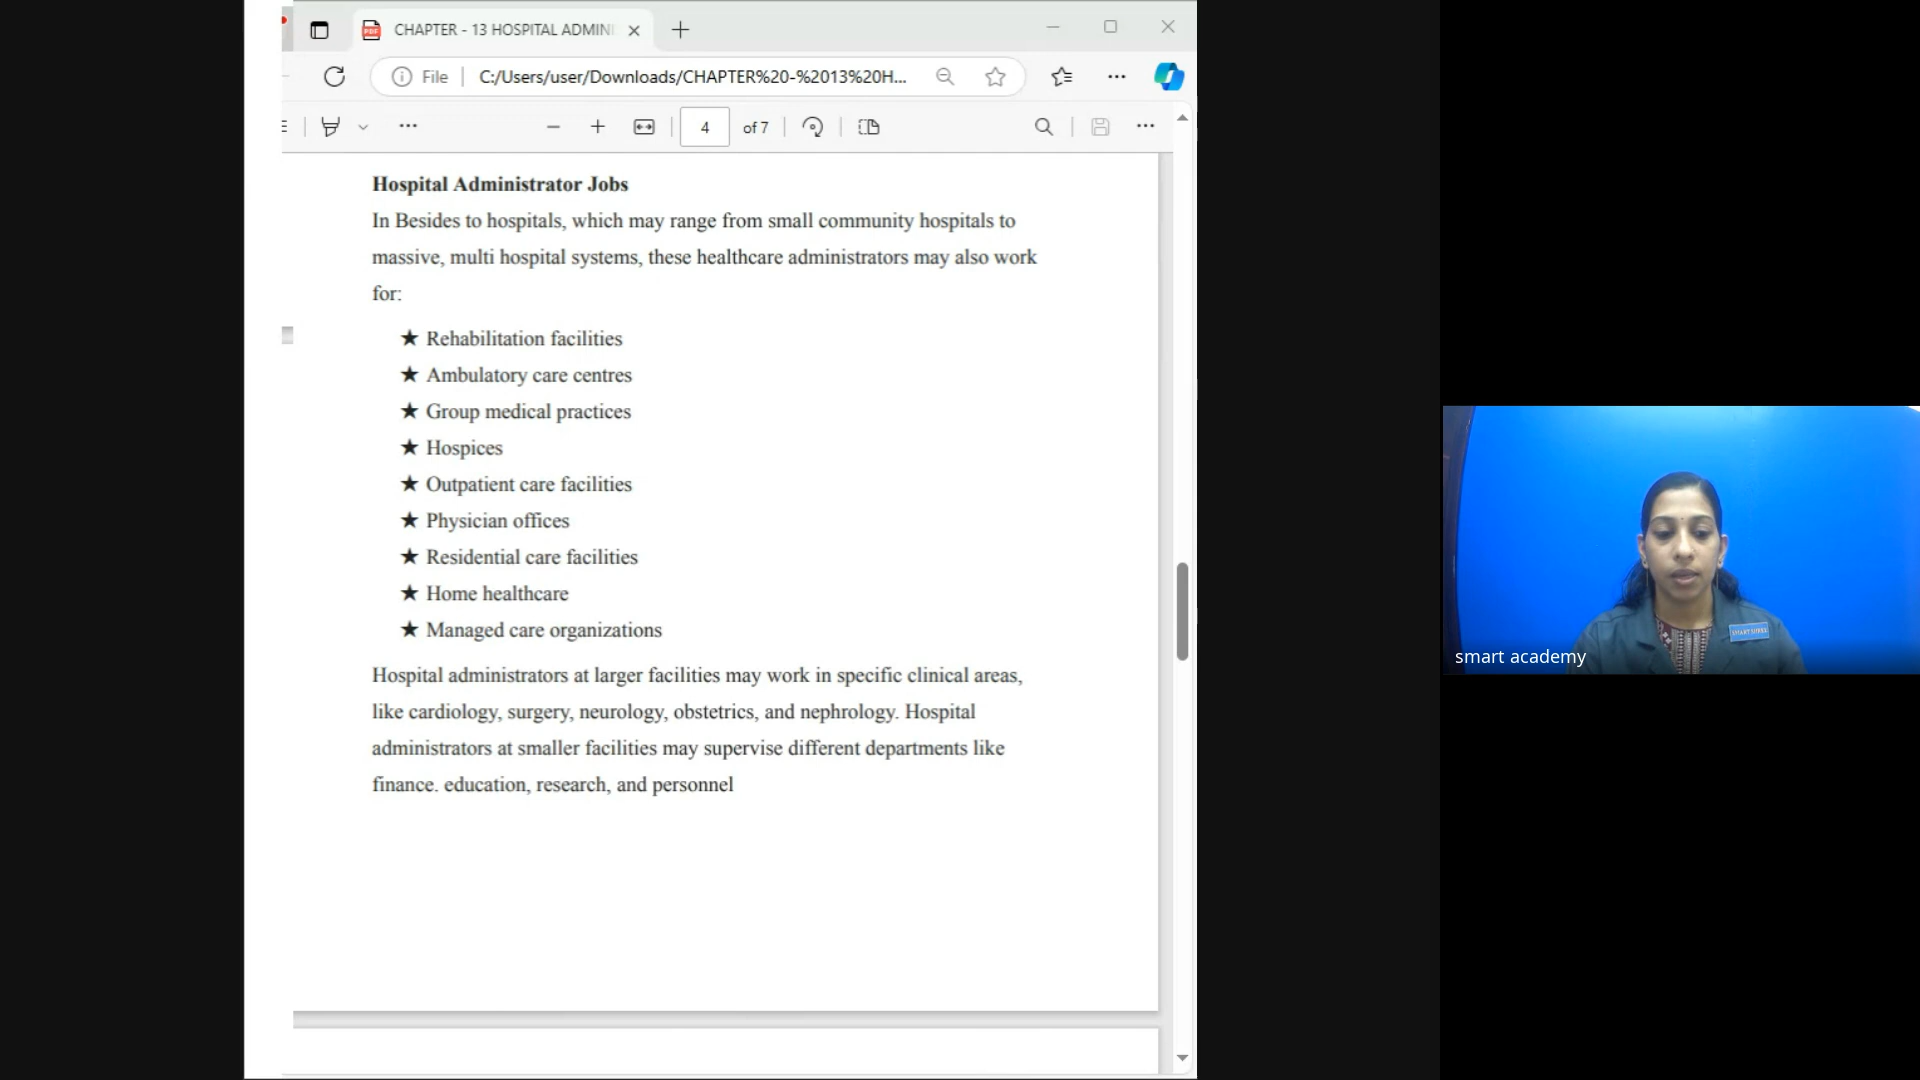 CHAPTER - 13 HOSPITAL ADMIN
File
C:/Users/user/Downloads/CHAPTER%20-%2013%20H...
4 of 7
Hospital Administrator Jobs
In Besides to hospitals, which may range from small community hospitals to
massive, multi hospital systems, these healthcare administrators may also work
for:
★ Rehabilitation facilities
★ Ambulatory care centres
★ Group medical practices
★ Hospices
★ Outpatient care facilities
★ Physician offices
★ Residential care facilities
★ Home healthcare
★ Managed care organizations
Hospital administrators at larger facilities may work in specific clinical areas,
like cardiology, surgery, neurology, obstetrics, and nephrology. Hospital
administrators at smaller facilities may supervise different departments like
finance. education, research, and personnel
smart academy